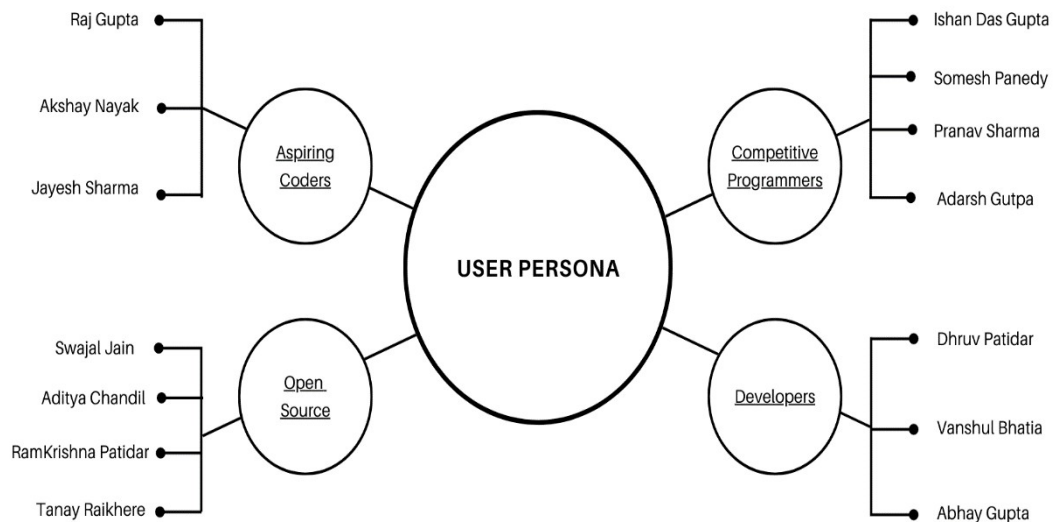 Raj Gupta
Akshay Nayak
Jayesh Sharma
Aspiring
Coders
Ishan Das Gupta
Somesh Panedy
Pranav Sharma
Adarsh Gutpa
Competitive
Programmers
USER PERSONA
Swajal Jain
Aditya Chandil
RamKrishna Patidar
Tanay Raikhere
Open
Source
Dhruv Patidar
Vanshul Bhatia
Abhay Gupta
Developers